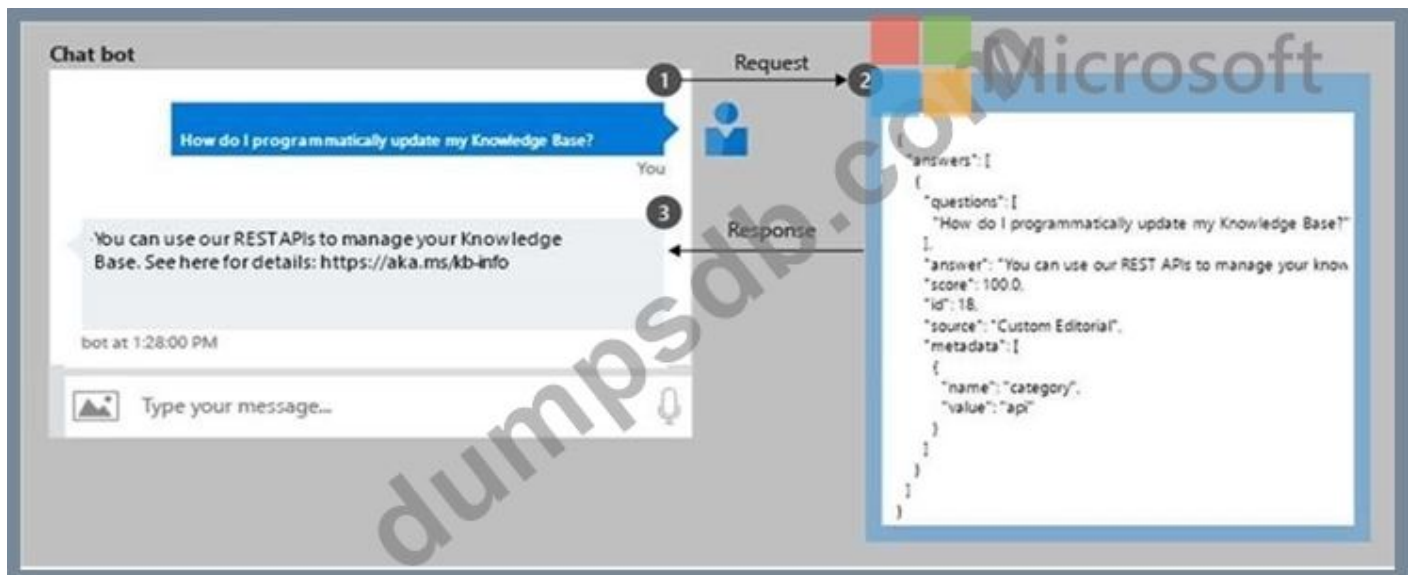 Chat bot
1
Request
2
Microsoft
How do I programmatically update my Knowledge Base?
You
3
Response
You can use our REST APIs to manage your Knowledge
Base. See here for details: https://aka.ms/kb-info
bot at 1:28:00 PM
Type your message...
{
"answers": [
{
"questions": [
"How do I programmatically update my Knowledge Base?"
],
"answer": "You can use our REST APIs to manage your know
"score": 100.0,
"id": 18,
"source": "Custom Editorial",
"metadata": [
{
"name": "category",
"value": "api"
}
]
}
]
}
dumpsdb.com